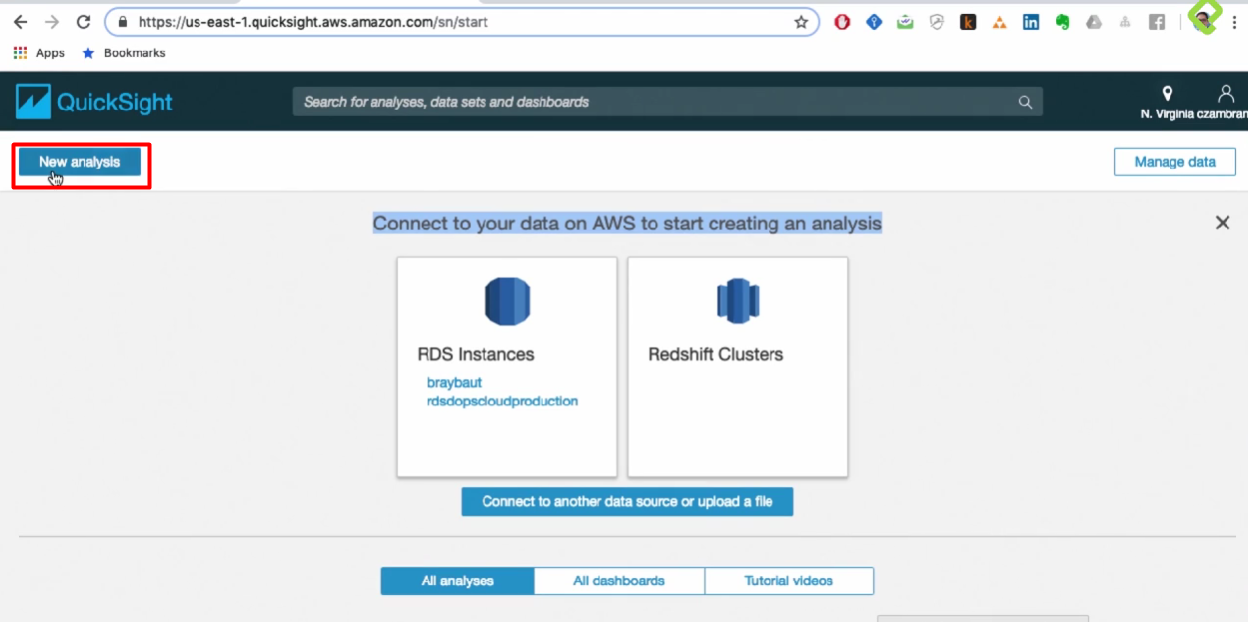 https://us-east-1.quicksight.aws.amazon.com/sn/start
Apps
Bookmarks
QuickSight
Search for analyses, data sets and dashboards
N. Virginia czambran
New analysis
Manage data
Connect to your data on AWS to start creating an analysis
RDS Instances
braybaut
rdsdopscloudproduction
Redshift Clusters
Connect to another data source or upload a file
All analyses
All dashboards
Tutorial videos